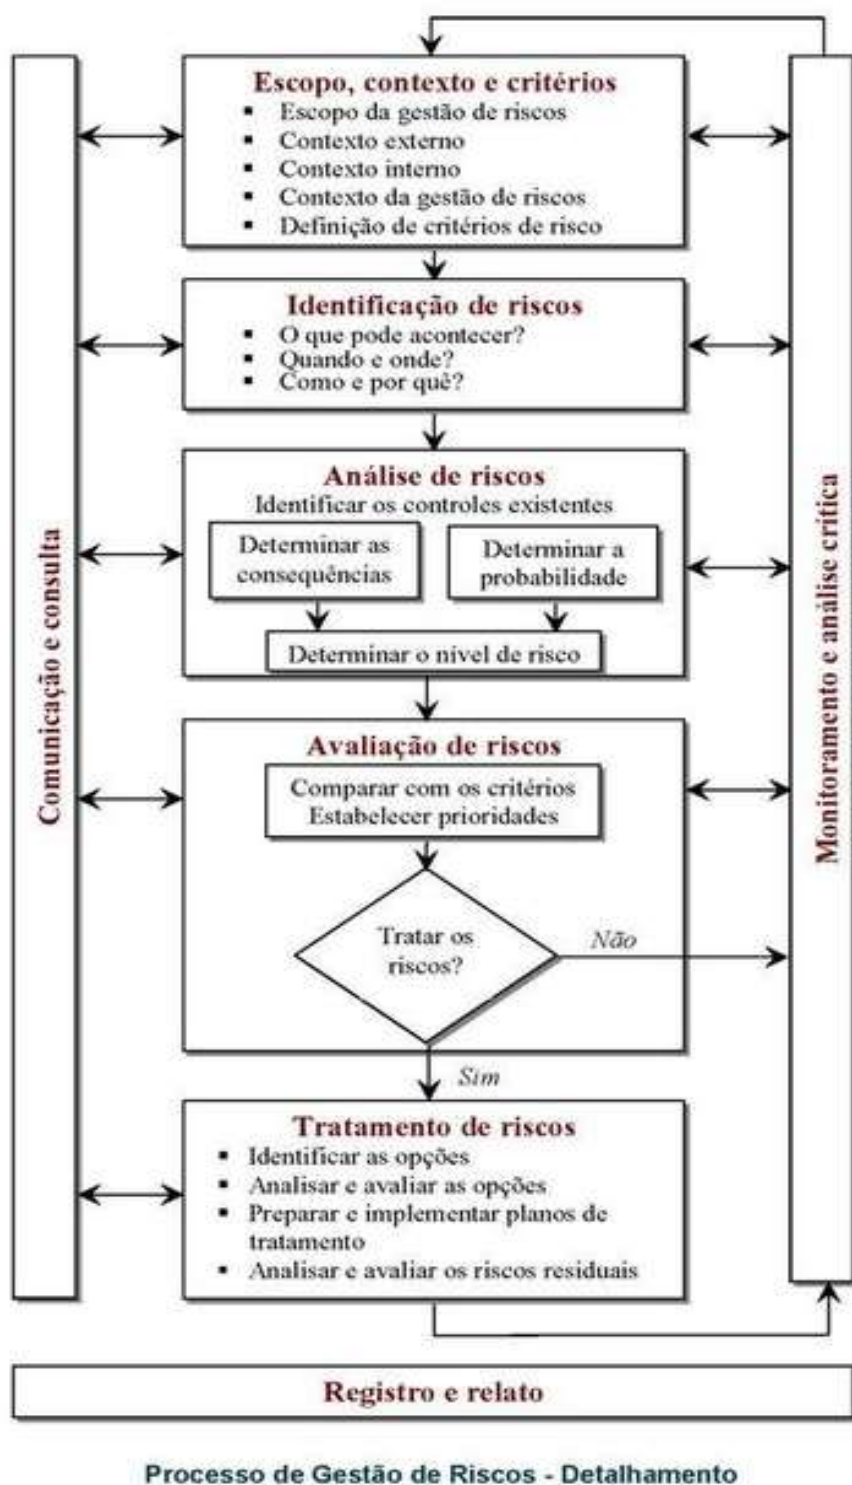 Escopo, contexto e critérios
▪ Escopo da gestão de riscos
▪ Contexto externo
▪ Contexto interno
▪ Contexto da gestão de riscos
▪ Definição de critérios de risco
Identificação de riscos
▪ O que pode acontecer?
▪ Quando e onde?
▪ Como e por quê?
Análise de riscos
Identificar os controles existentes
Determinar as
consequências
Determinar a
probabilidade
Determinar o nível de risco
Avaliação de riscos
Comparar com os critérios
Estabelecer prioridades
Tratar os
riscos?
Não
Sim
Tratamento de riscos
▪ Identificar as opções
▪ Analisar e avaliar as opções
▪ Preparar e implementar planos de
tratamento
▪ Analisar e avaliar os riscos residuais
Comunicação e consulta
Monitoramento e análise crítica
Registro e relato
Processo de Gestão de Riscos - Detalhamento